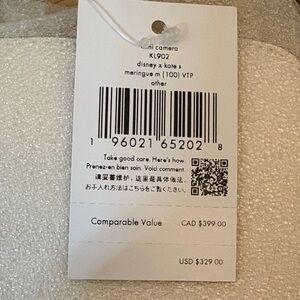 mini camera
KL902
disney x kate s
meringue m (100) VTP
other
1 96021 65202 8
Take good care. Here's how.
Prenez-en bien soin. Voici comment.
请妥善维护。这里是具体做法。
お手入れ方法はこちらをご覧ください。
Comparable Value CAD $399.00
USD $329.00